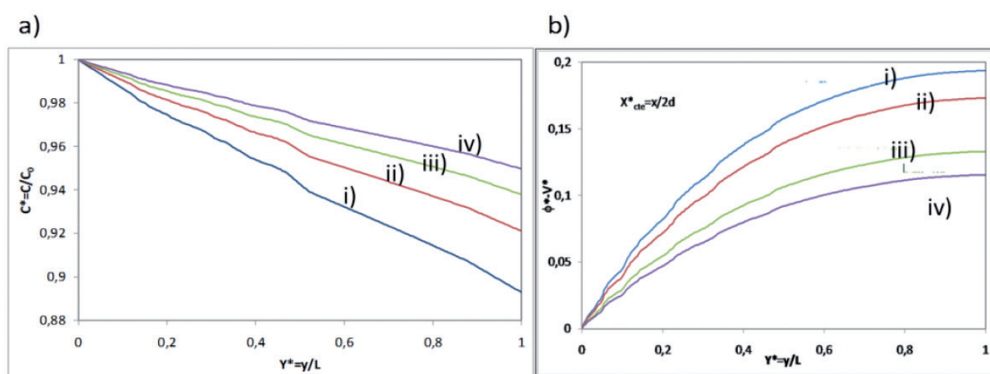 a)
1
0,98
0,96
0,94
0,92
0,9
0,88
C*=C/C₀
0
0,2
0,4
0,6
0,8
1
Y*=y/L
iv)
iii)
ii)
i)
b)
0,2
0,15
0,1
0,05
0
ϕ*-V*
0
0,2
0,4
0,6
0,8
1
Y*=y/L
X*cte=x/2d
i)
ii)
iii)
iv)